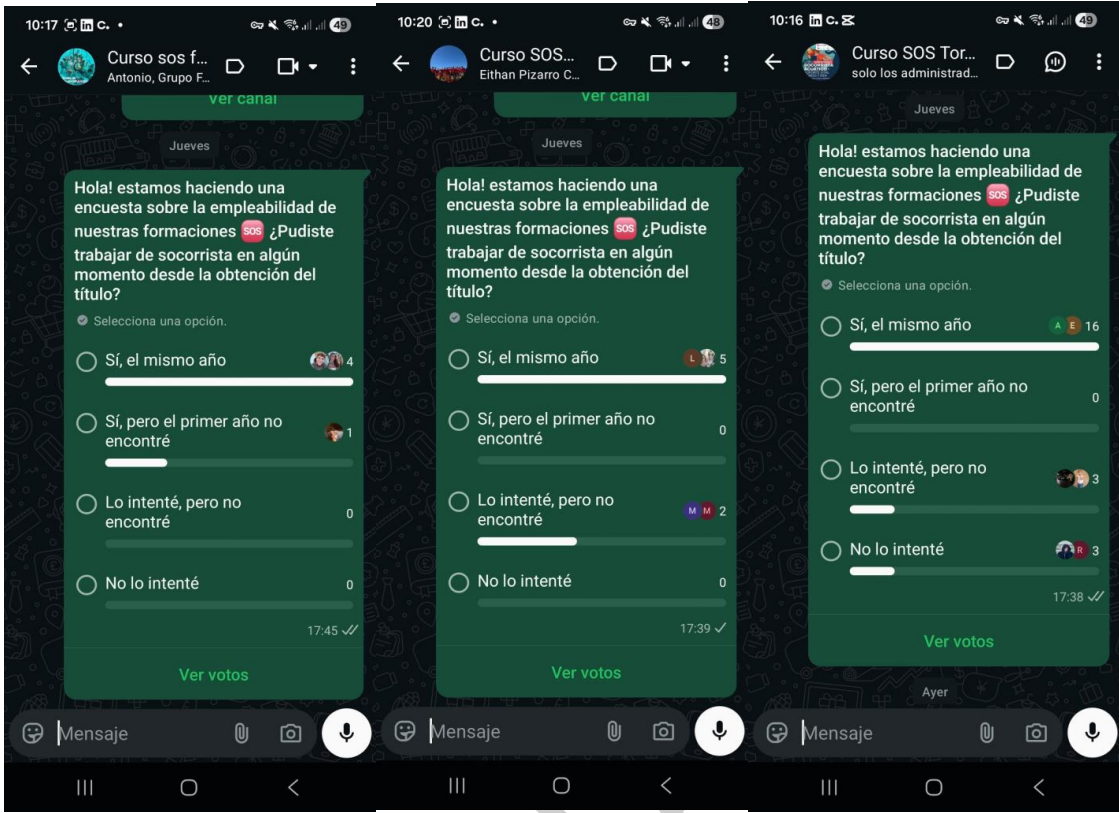 10:17 in C. •
49
Curso sos f...
Antonio, Grupo F...
Ver canal
Jueves
Hola! estamos haciendo una
encuesta sobre la empleabilidad de
nuestras formaciones SOS ¿Pudiste
trabajar de socorrista en algún
momento desde la obtención del
título?
Selecciona una opción.
Sí, el mismo año 4
Sí, pero el primer año no
encontré 1
Lo intenté, pero no
encontré 0
No lo intenté 0
17:45
Ver votos
Mensaje
10:20 in C. •
48
Curso SOS...
Eithan Pizarro C...
Ver canal
Jueves
Hola! estamos haciendo una
encuesta sobre la empleabilidad de
nuestras formaciones SOS ¿Pudiste
trabajar de socorrista en algún
momento desde la obtención del
título?
Selecciona una opción.
Sí, el mismo año L 5
Sí, pero el primer año no
encontré 0
Lo intenté, pero no
encontré M M 2
No lo intenté 0
17:39
Ver votos
Mensaje
10:16 in C.
49
Curso SOS Tor...
solo los administrad...
Jueves
Hola! estamos haciendo una
encuesta sobre la empleabilidad de
nuestras formaciones SOS ¿Pudiste
trabajar de socorrista en algún
momento desde la obtención del
título?
Selecciona una opción.
Sí, el mismo año A E 16
Sí, pero el primer año no
encontré 0
Lo intenté, pero no
encontré 3
No lo intenté R 3
17:38
Ver votos
Ayer
Mensaje